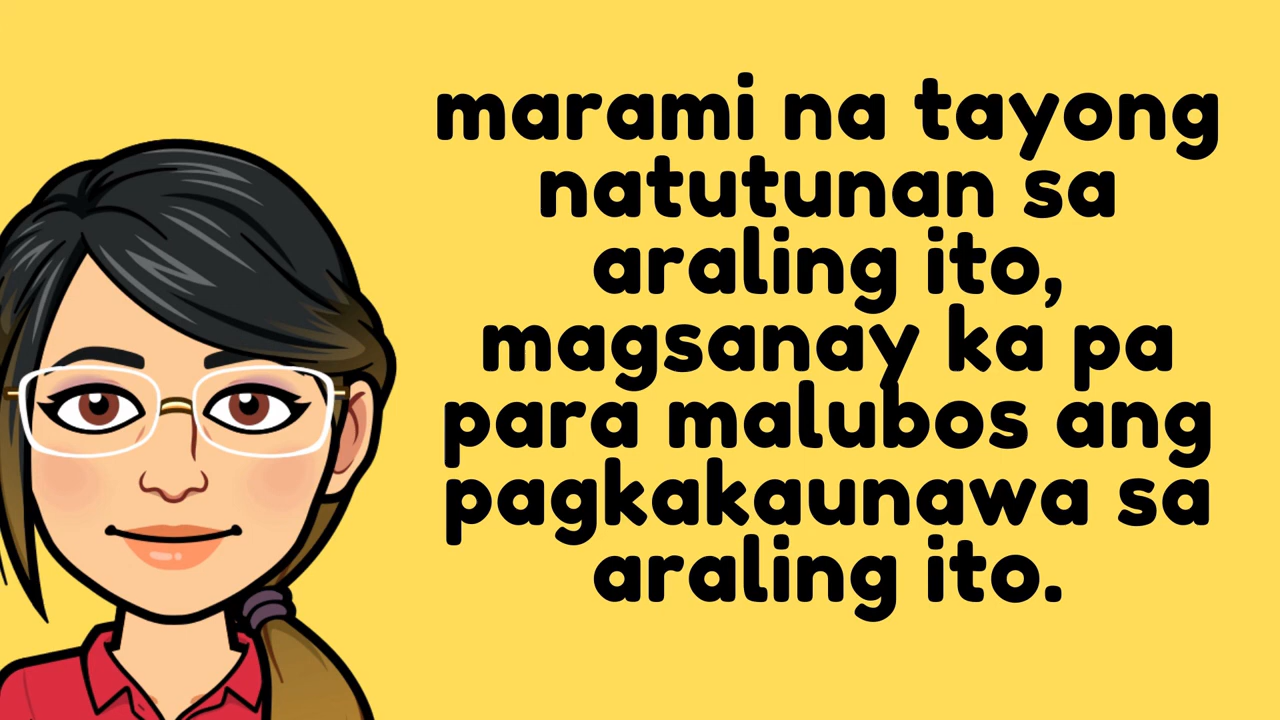 marami na tayong
natutunan sa
araling ito,
magsanay ka pa
para malubos ang
pagkakaunawa sa
araling ito.